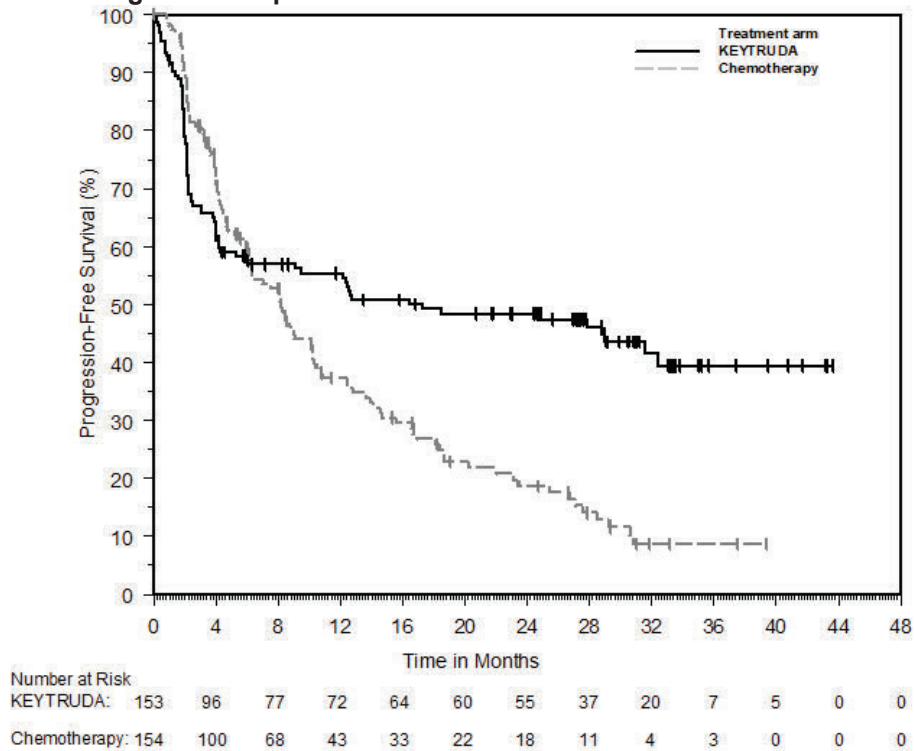 Treatment arm
KEYTRUDA
Chemotherapy
Progression-Free Survival (%)
100
90
80
70
60
50
40
30
20
10
0
0 4 8 12 16 20 24 28 32 36 40 44 48
Time in Months
Number at Risk
KEYTRUDA: 153 96 77 72 64 60 55 37 20 7 5 0 0
Chemotherapy: 154 100 68 43 33 22 18 11 4 3 0 0 0